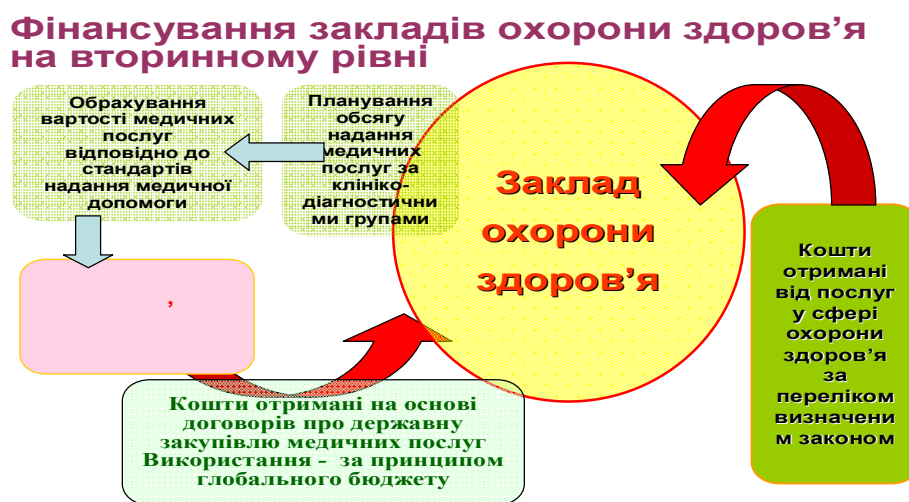 Фінансування закладів охорони здоров’я
на вторинному рівні
Обрахування
вартості медичних
послуг
відповідно до
стандартів
надання медичної
допомоги
Планування
обсягу
надання
медичних
послуг за
клініко-
діагностични
ми групами
Заклад
охорони
здоров’я
Кошти
отримані
від послуг
у сфері
охорони
здоров’я
за
переліком
визначени
м законом
,
Кошти отримані на основі
договорів про державну
закупівлю медичних послуг
Використання - за принципом
глобального бюджету